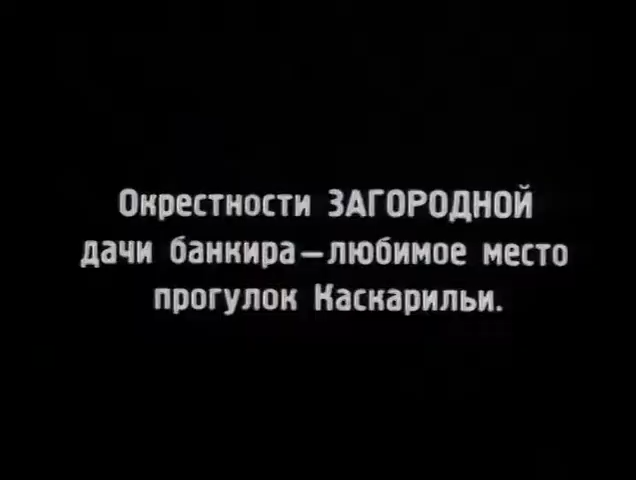 Окрестности ЗАГОРОДНОЙ
дачи банкира—любимое место
прогулок Каскарильи.